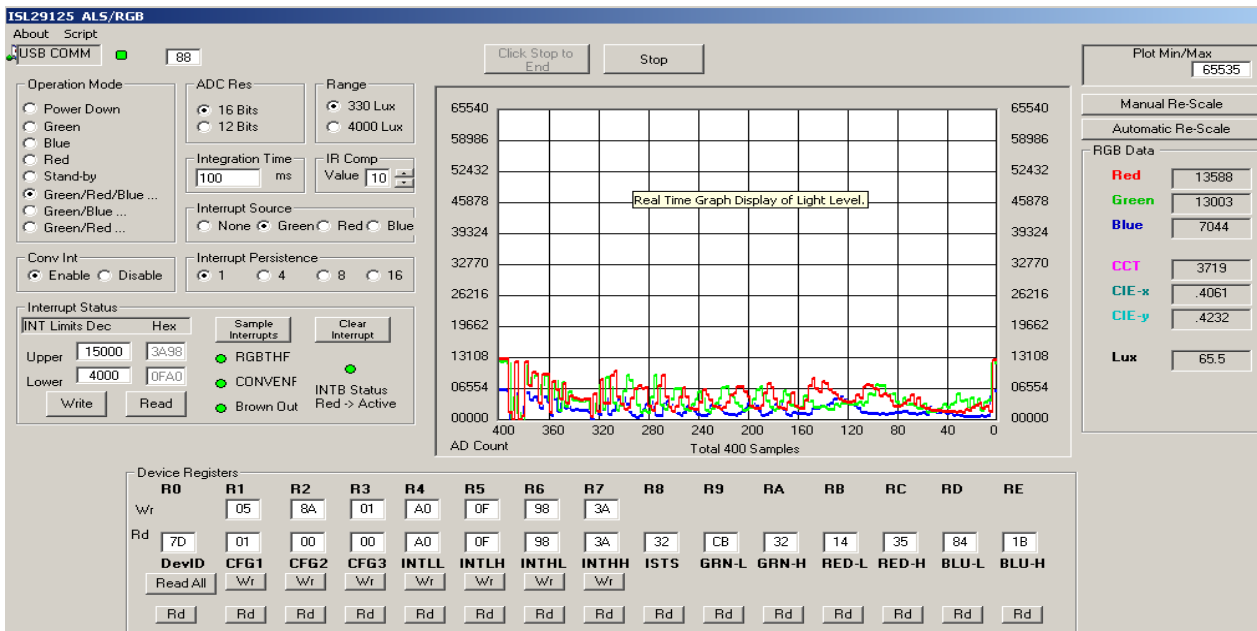 ISL29125 ALS/RGB
About Script
USB COMM 88
Click Stop to End
Stop
Plot Min/Max
65535
Manual Re-Scale
Automatic Re-Scale
Operation Mode
Power Down
Green
Blue
Red
Stand-by
Green/Red/Blue ...
Green/Blue ...
Green/Red ...
ADC Res
16 Bits
12 Bits
Range
330 Lux
4000 Lux
Integration Time
100 ms
IR Comp
Value 10
Interrupt Source
None Green Red Blue
Conv Int
Enable Disable
Interrupt Persistence
1 4 8 16
Interrupt Status
INT Limits Dec Hex
Upper 15000 3A98
Lower 4000 0FA0
Write Read
Sample Interrupts
Clear Interrupt
RGBTHF
CONVENF
Brown Out
INTB Status
Red -> Active
65540 65540
58986 58986
52432 52432
45878 45878
39324 39324
32770 32770
26216 26216
19662 19662
13108 13108
06554 06554
00000 00000
Real Time Graph Display of Light Level.
400 360 320 280 240 200 160 120 80 40 0
AD Count Total 400 Samples
RGB Data
Red 13588
Green 13003
Blue 7044
CCT 3719
CIE-x .4061
CIE-y .4232
Lux 65.5
Device Registers
R0 R1 R2 R3 R4 R5 R6 R7 R8 R9 RA RB RC RD RE
Wr 05 8A 01 A0 0F 98 3A
Rd 7D 01 00 00 A0 0F 98 3A 32 CB 32 14 35 84 1B
DevID CFG1 CFG2 CFG3 INTLL INTLH INTHL INTHH ISTS GRN-L GRN-H RED-L RED-H BLU-L BLU-H
Read All Wr Wr Wr Wr Wr Wr Wr
Rd Rd Rd Rd Rd Rd Rd Rd Rd Rd Rd Rd Rd Rd Rd